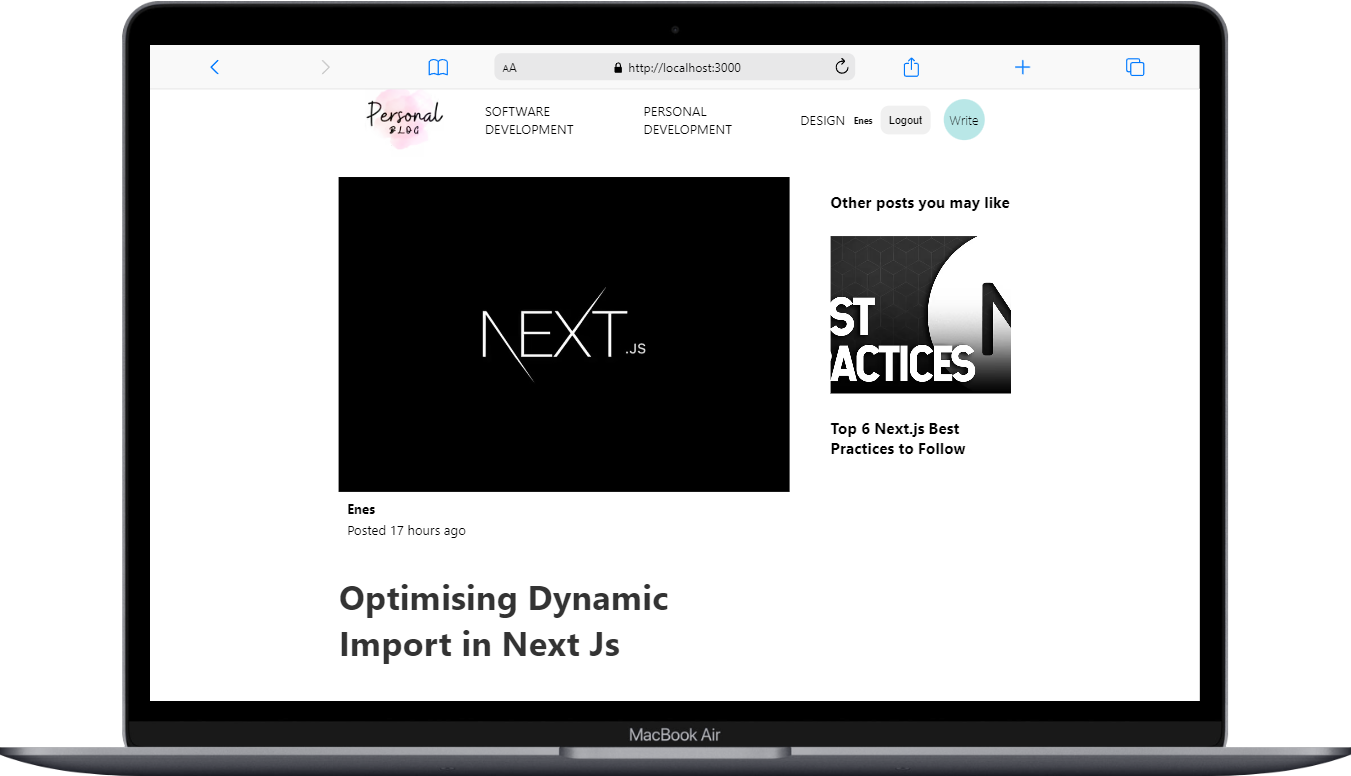 AA
http://localhost:3000
Personal
BLOG
SOFTWARE
DEVELOPMENT
PERSONAL
DEVELOPMENT
DESIGN
Enes
Logout
Write
NEXT
.JS
Enes
Posted 17 hours ago
Optimising Dynamic
Import in Next Js
Other posts you may like
ST
ACTICES
Top 6 Next.js Best
Practices to Follow
MacBook Air